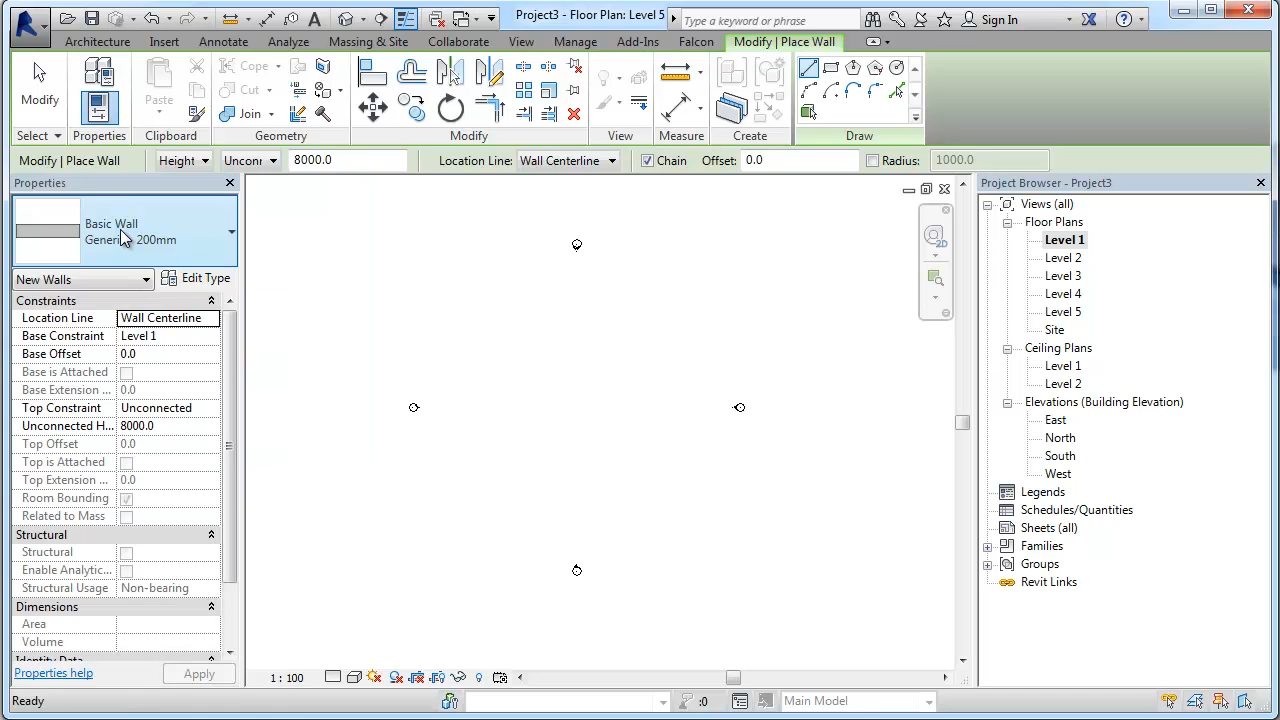 Project3 - Floor Plan: Level 5
Type a keyword or phrase
Sign In
Architecture
Insert
Annotate
Analyze
Massing & Site
Collaborate
View
Manage
Add-Ins
Falcon
Modify | Place Wall
Modify
Paste
Cope
Cut
Join
Select
Properties
Clipboard
Geometry
Modify
View
Measure
Create
Draw
Modify | Place Wall
Height
Unconr
8000.0
Location Line:
Wall Centerline
Chain
Offset:
0.0
Radius:
1000.0
Properties
Basic Wall
200mm
New Walls
Edit Type
Constraints
Location Line Wall Centerline
Base Constraint Level 1
Base Offset 0.0
Base is Attached
Base Extension ... 0.0
Top Constraint Unconnected
Unconnected H... 8000.0
Top Offset 0.0
Top is Attached
Top Extension ... 0.0
Room Bounding
Related to Mass
Structural
Structural
Enable Analytic...
Structural Usage Non-bearing
Dimensions
Area
Volume
Identity Data
Properties help
Apply
2D
1 : 100
Project Browser - Project3
Views (all)
Floor Plans
Level 1
Level 2
Level 3
Level 4
Level 5
Site
Ceiling Plans
Level 1
Level 2
Elevations (Building Elevation)
East
North
South
West
Legends
Schedules/Quantities
Sheets (all)
Families
Groups
Revit Links
Ready
:0
Main Model